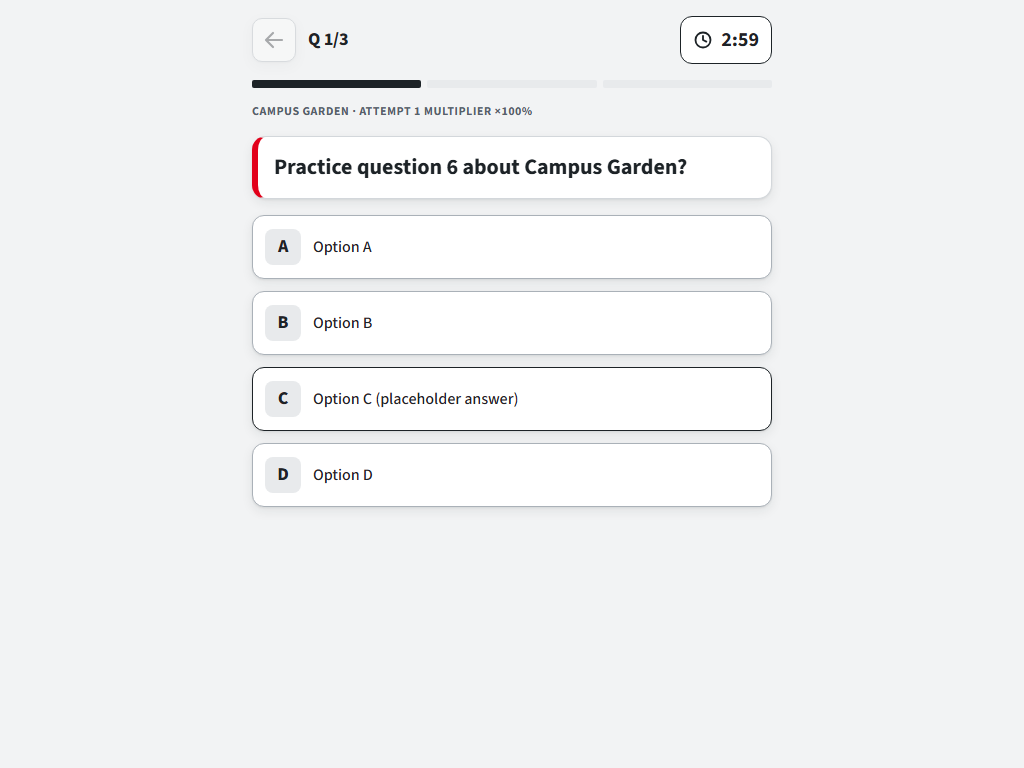 Q 1/3
2:59
CAMPUS GARDEN · ATTEMPT 1 MULTIPLIER ×100%
Practice question 6 about Campus Garden?
A Option A
B Option B
C Option C (placeholder answer)
D Option D